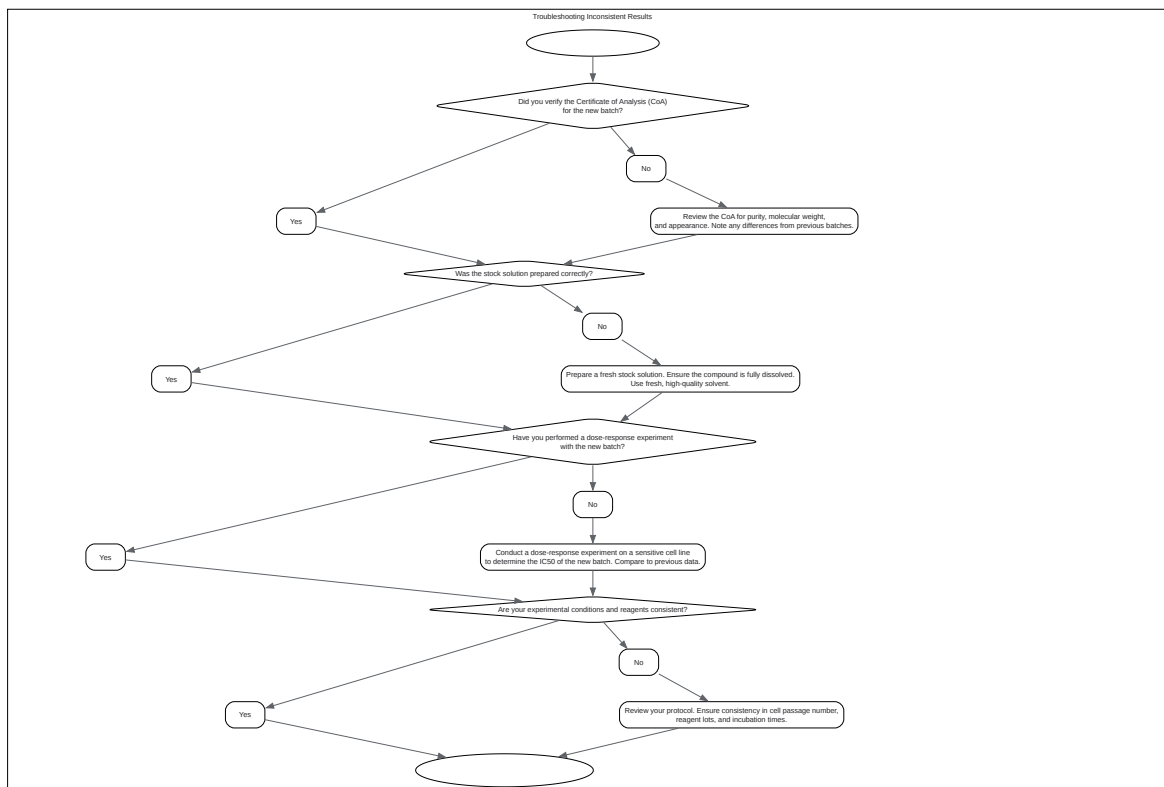 Troubleshooting Inconsistent Results
Did you verify the Certificate of Analysis (CoA)
for the new batch?
No
Yes
Review the CoA for purity, molecular weight,
and appearance. Note any differences from previous batches.
Was the stock solution prepared correctly?
No
Yes
Prepare a fresh stock solution. Ensure the compound is fully dissolved.
Use fresh, high-quality solvent.
Have you performed a dose-response experiment
with the new batch?
No
Yes
Conduct a dose-response experiment on a sensitive cell line
to determine the IC50 of the new batch. Compare to previous data.
Are your experimental conditions and reagents consistent?
No
Yes
Review your protocol. Ensure consistency in cell passage number,
reagent lots, and incubation times.